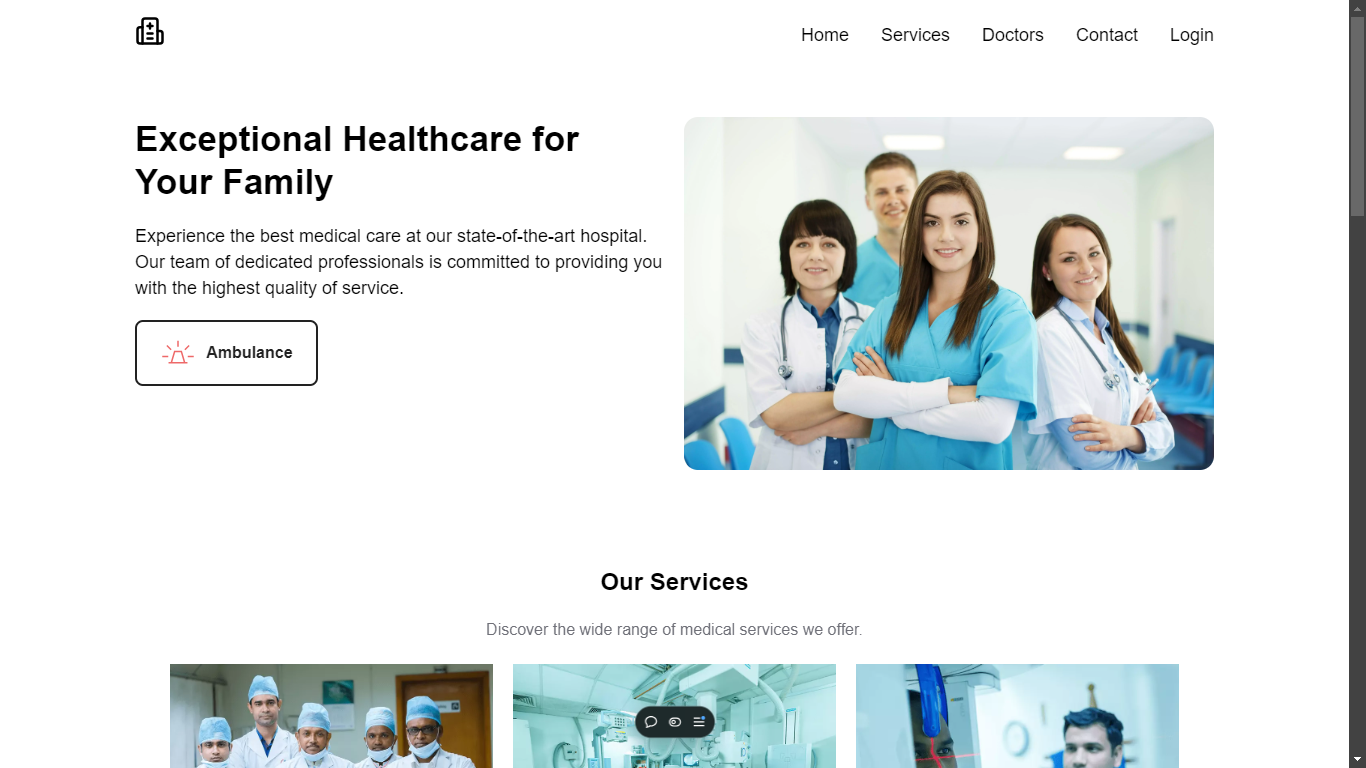 Home
Services
Doctors
Contact
Login
Exceptional Healthcare for
Your Family
Experience the best medical care at our state-of-the-art hospital.
Our team of dedicated professionals is committed to providing you
with the highest quality of service.
Ambulance
Our Services
Discover the wide range of medical services we offer.